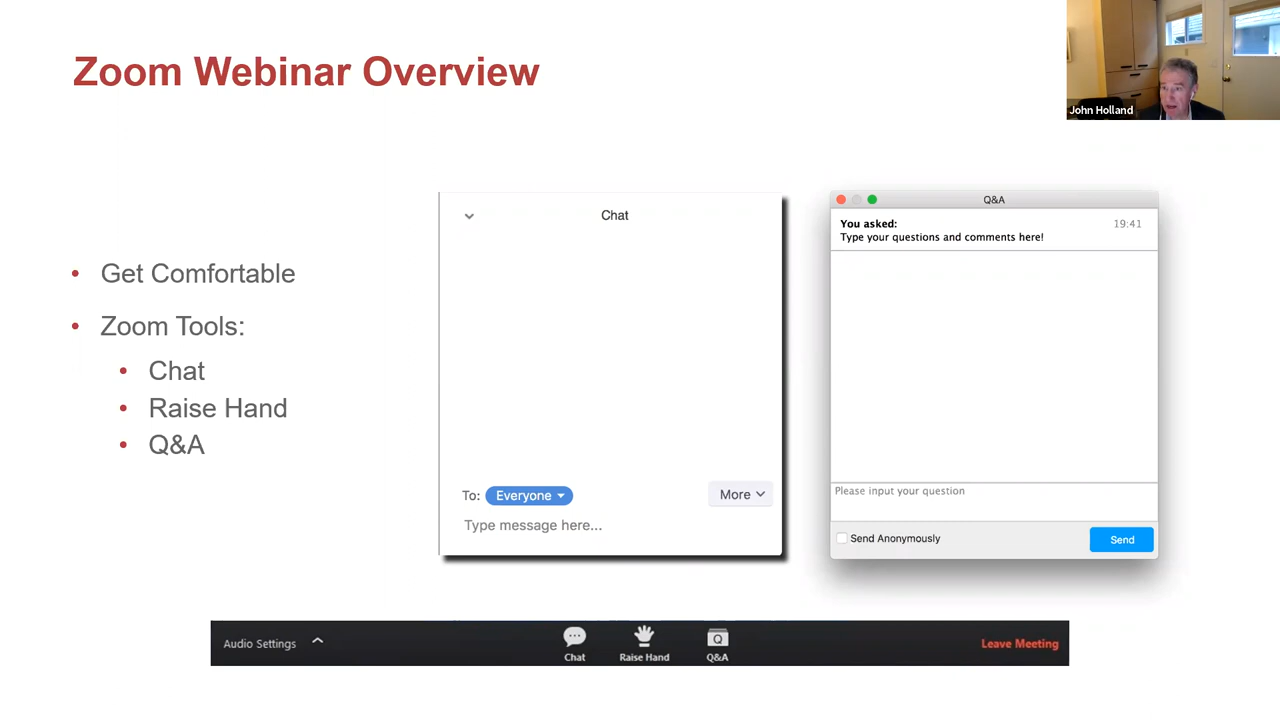 Zoom Webinar Overview
John Holland
• Get Comfortable
• Zoom Tools:
• Chat
• Raise Hand
• Q&A
Chat
To: Everyone
More
Type message here...
Q&A
You asked:
19:41
Type your questions and comments here!
Please input your question
Send Anonymously
Send
Audio Settings
Chat
Raise Hand
Q
Q&A
Leave Meeting